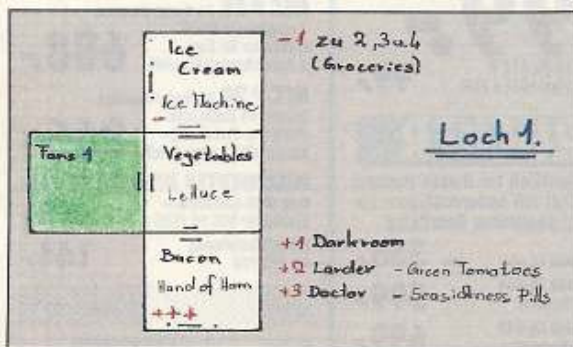 Ice
Cream
Ice Machine
-
-1 zu 2,3u.4
(Groceries)
Fans 1
Vegetables
Lettuce
Loch 1.
Bacon
Hand of Ham
+++
+1 Darkroom
+2 Larder - Green Tomatoes
+3 Doctor - Seasickness Pills